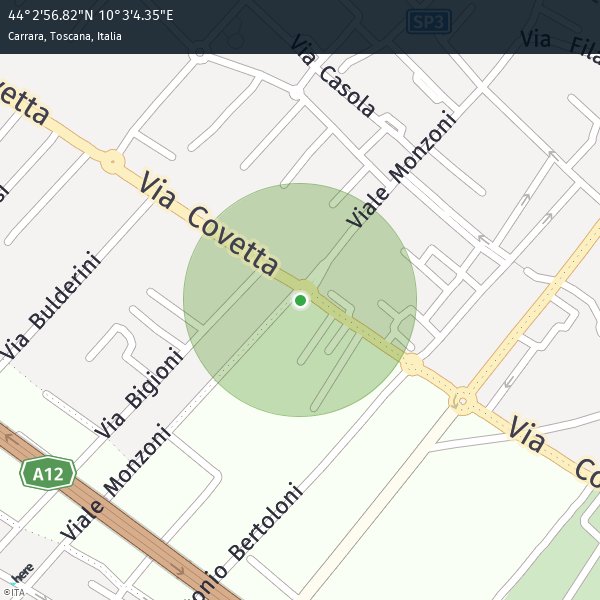 44°2'56.82"N 10°3'4.35"E
Carrara, Toscana, Italia
SP3
Via Fila
Via Casola
vetta
Viale Monzoni
Via Covetta
Via Bulderini
Via Bigioni
Viale Monzoni
A12
onio Bertoloni
Via Co
here
©ITA